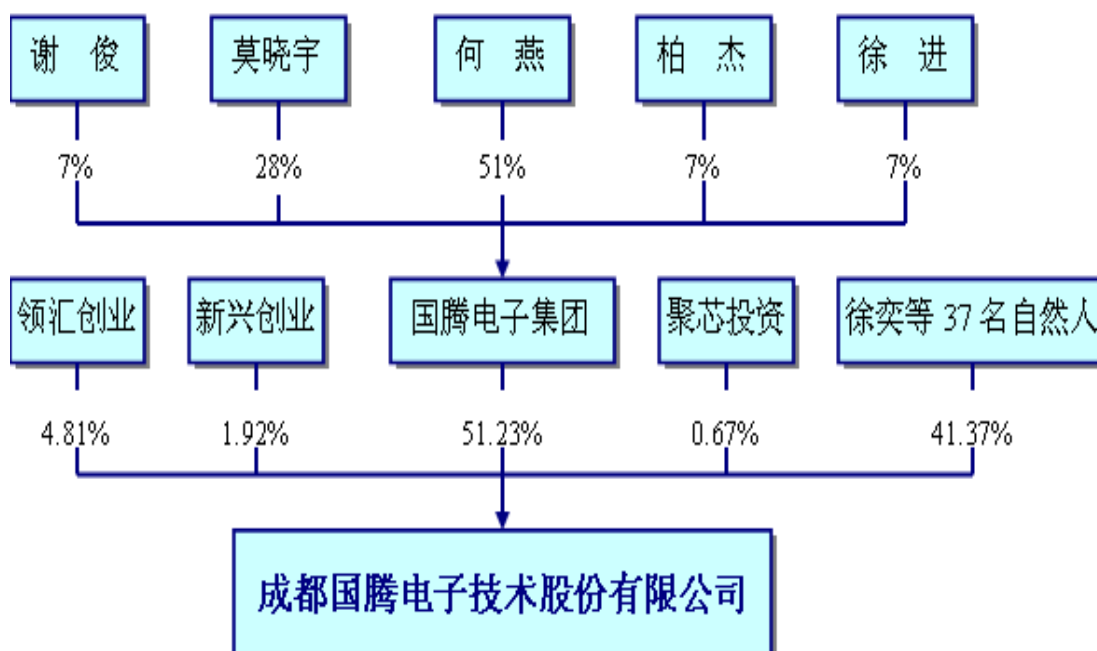 谢 俊
莫晓宇
何 燕
柏 杰
徐 进
7%
28%
51%
7%
7%
领汇创业
新兴创业
国腾电子集团
聚芯投资
徐奕等 37 名自然人
4.81%
1.92%
51.23%
0.67%
41.37%
成都国腾电子技术股份有限公司